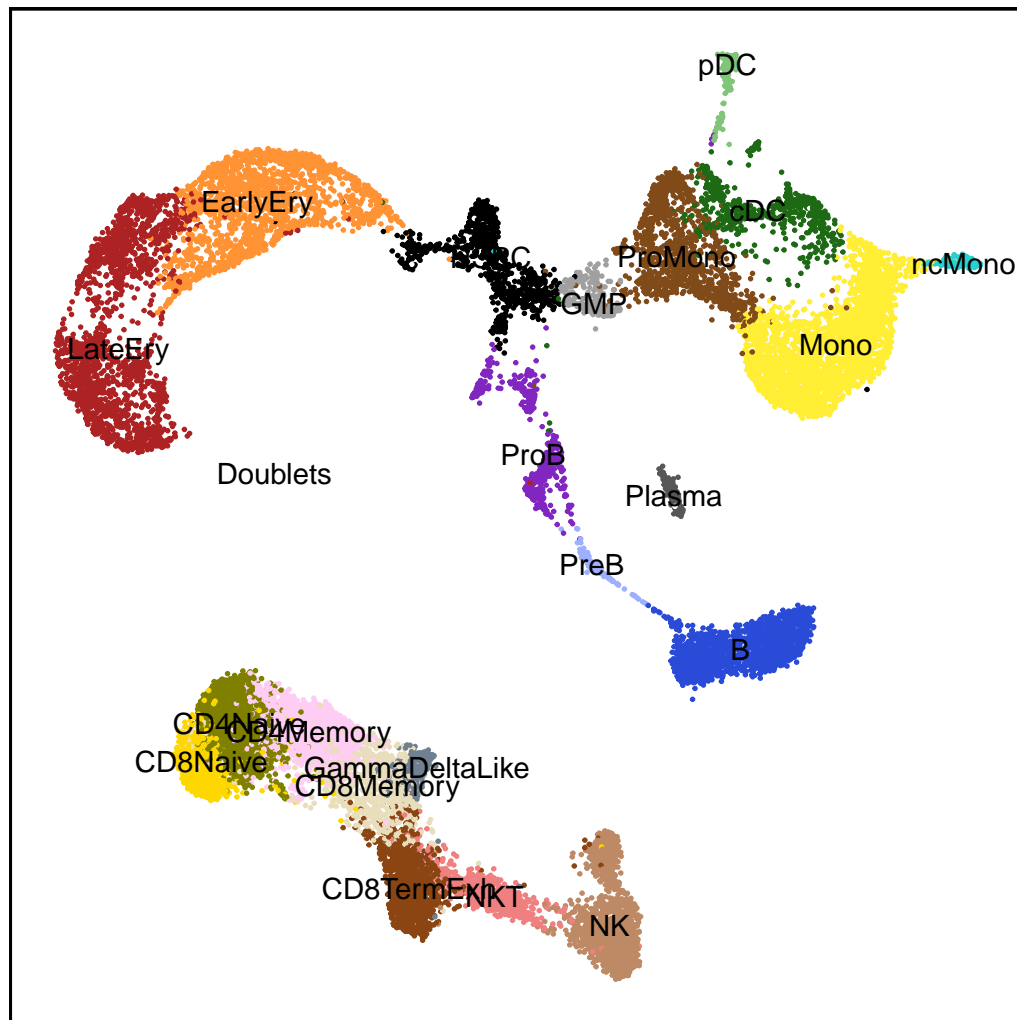 pDC
EarlyEry
cDC
ProMono
ncMono
GMP
LateEry
Mono
ProB
Doublets
Plasma
PreB
B
CD4Naive
CD4Memory
CD8Naive
GammaDeltaLike
CD8Memory
CD8TermExh
NKT
NK